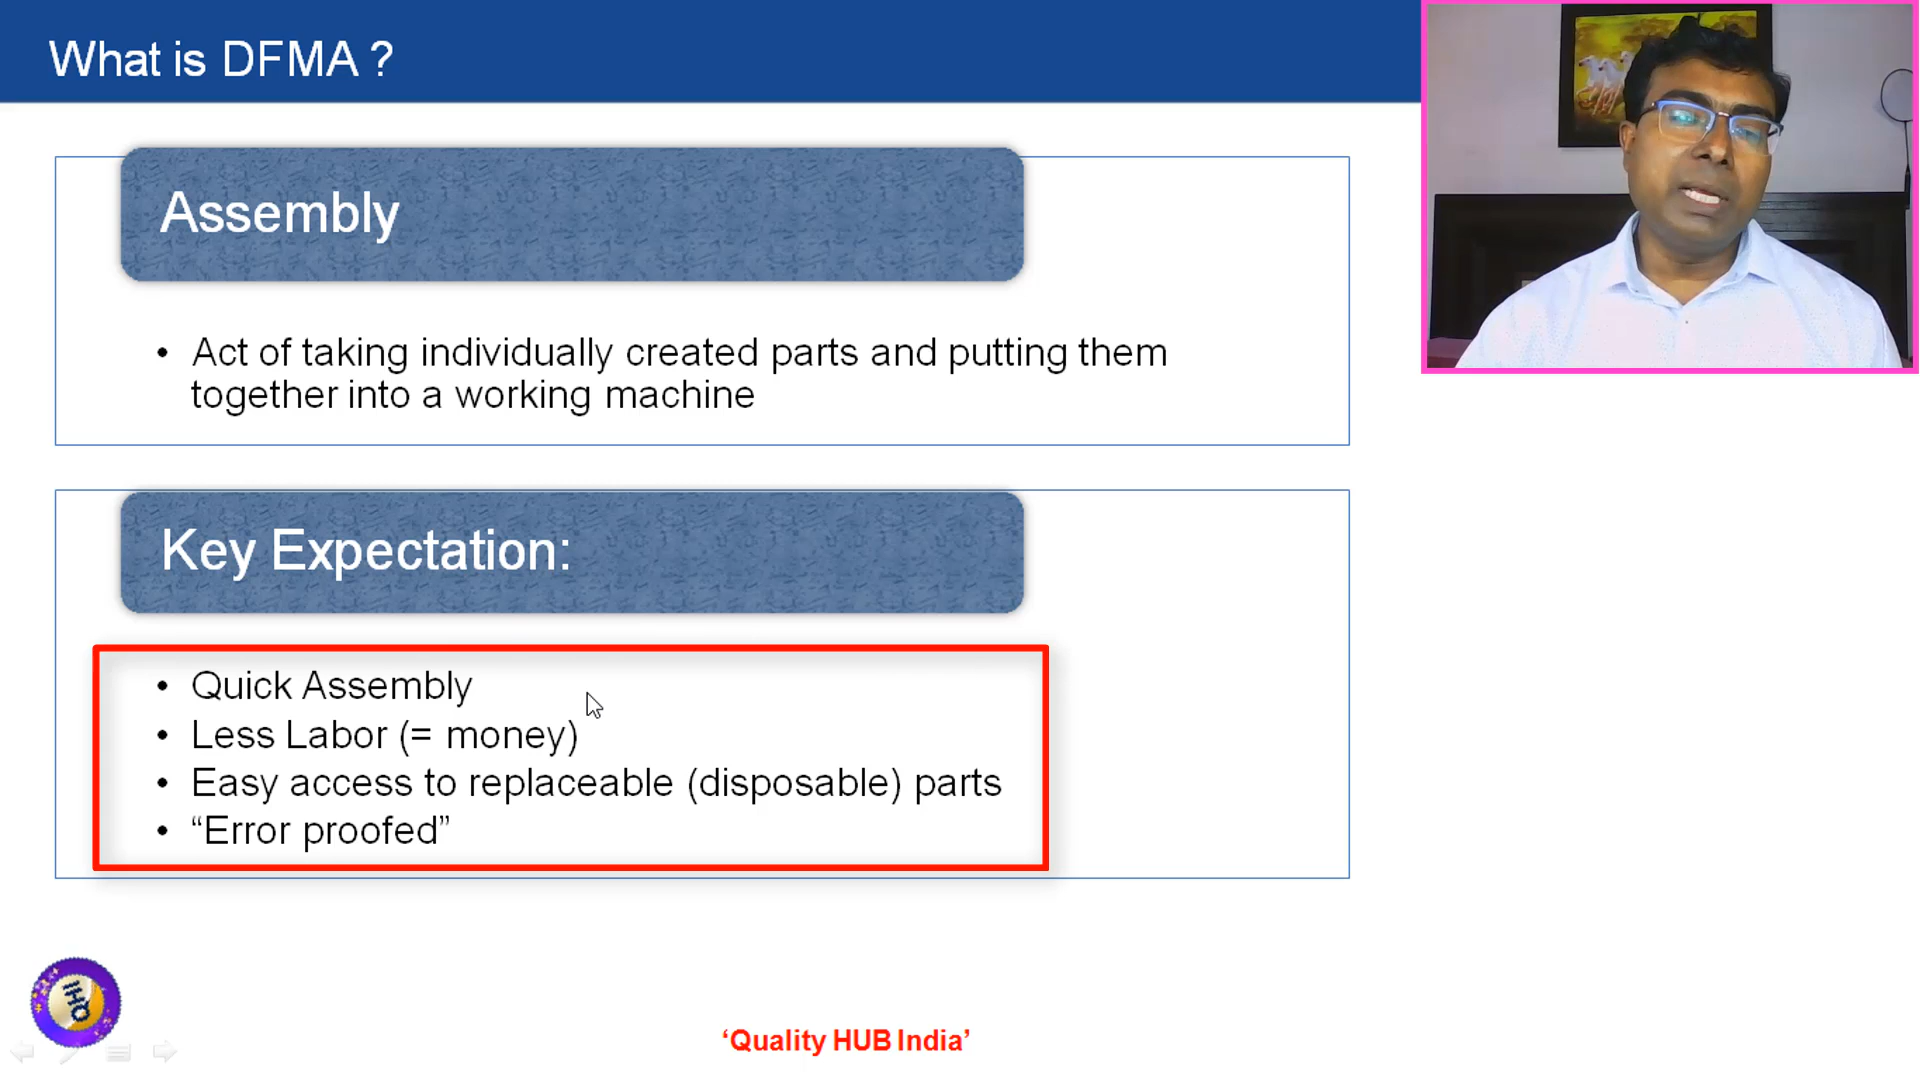 What is DFMA ?
Assembly
• Act of taking individually created parts and putting them
together into a working machine
Key Expectation:
• Quick Assembly
• Less Labor (= money)
• Easy access to replaceable (disposable) parts
• “Error proofed”
‘Quality HUB India’